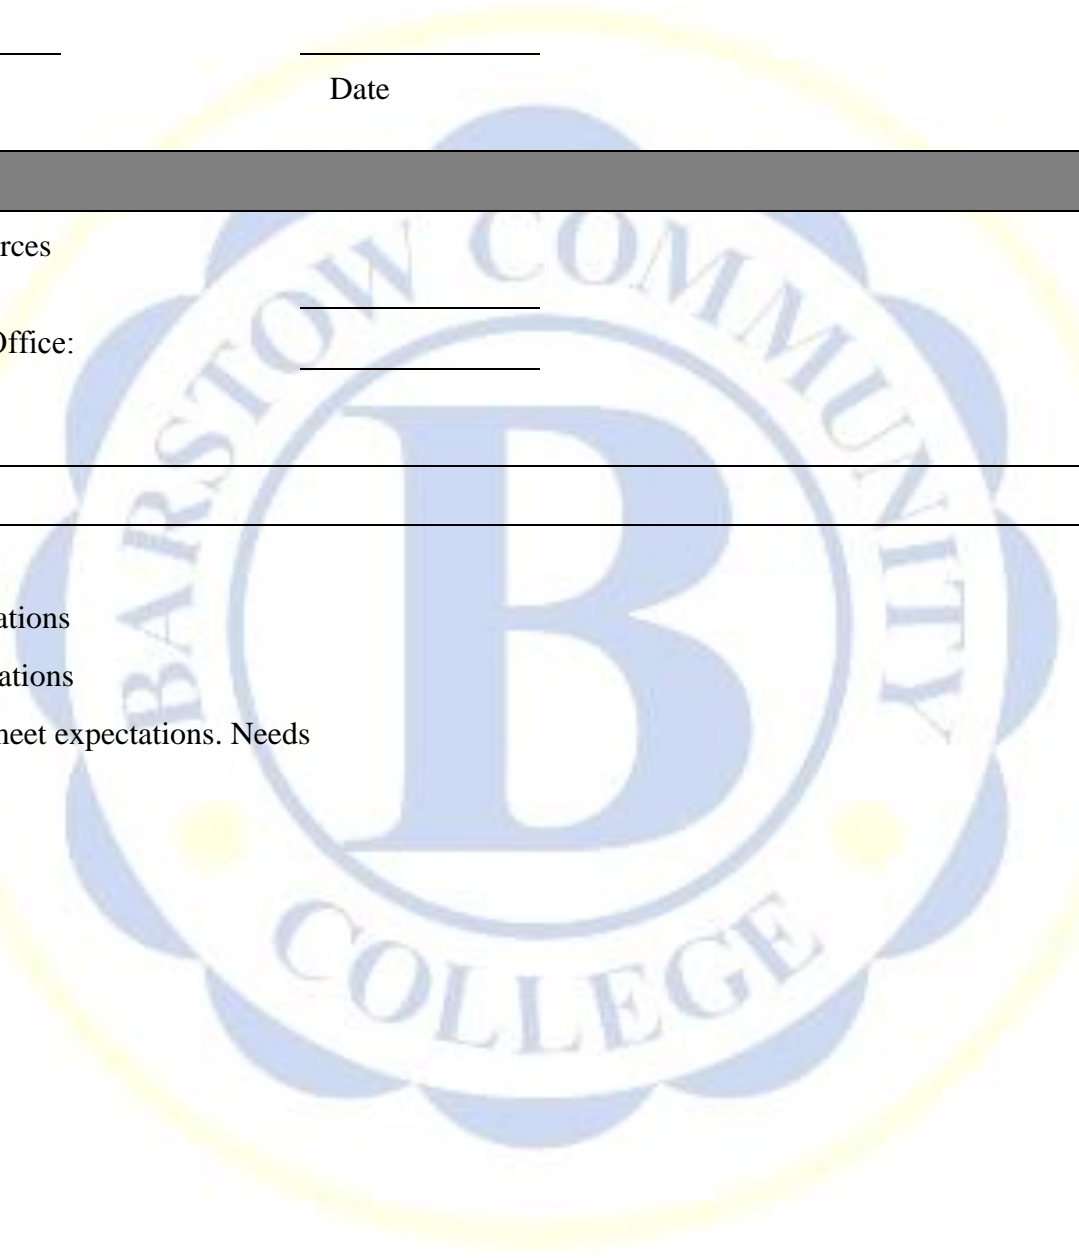 Date
rces
Office:
ations
ations
meet expectations. Needs
BARSTOW COMMUNITY
B
COLLEGE